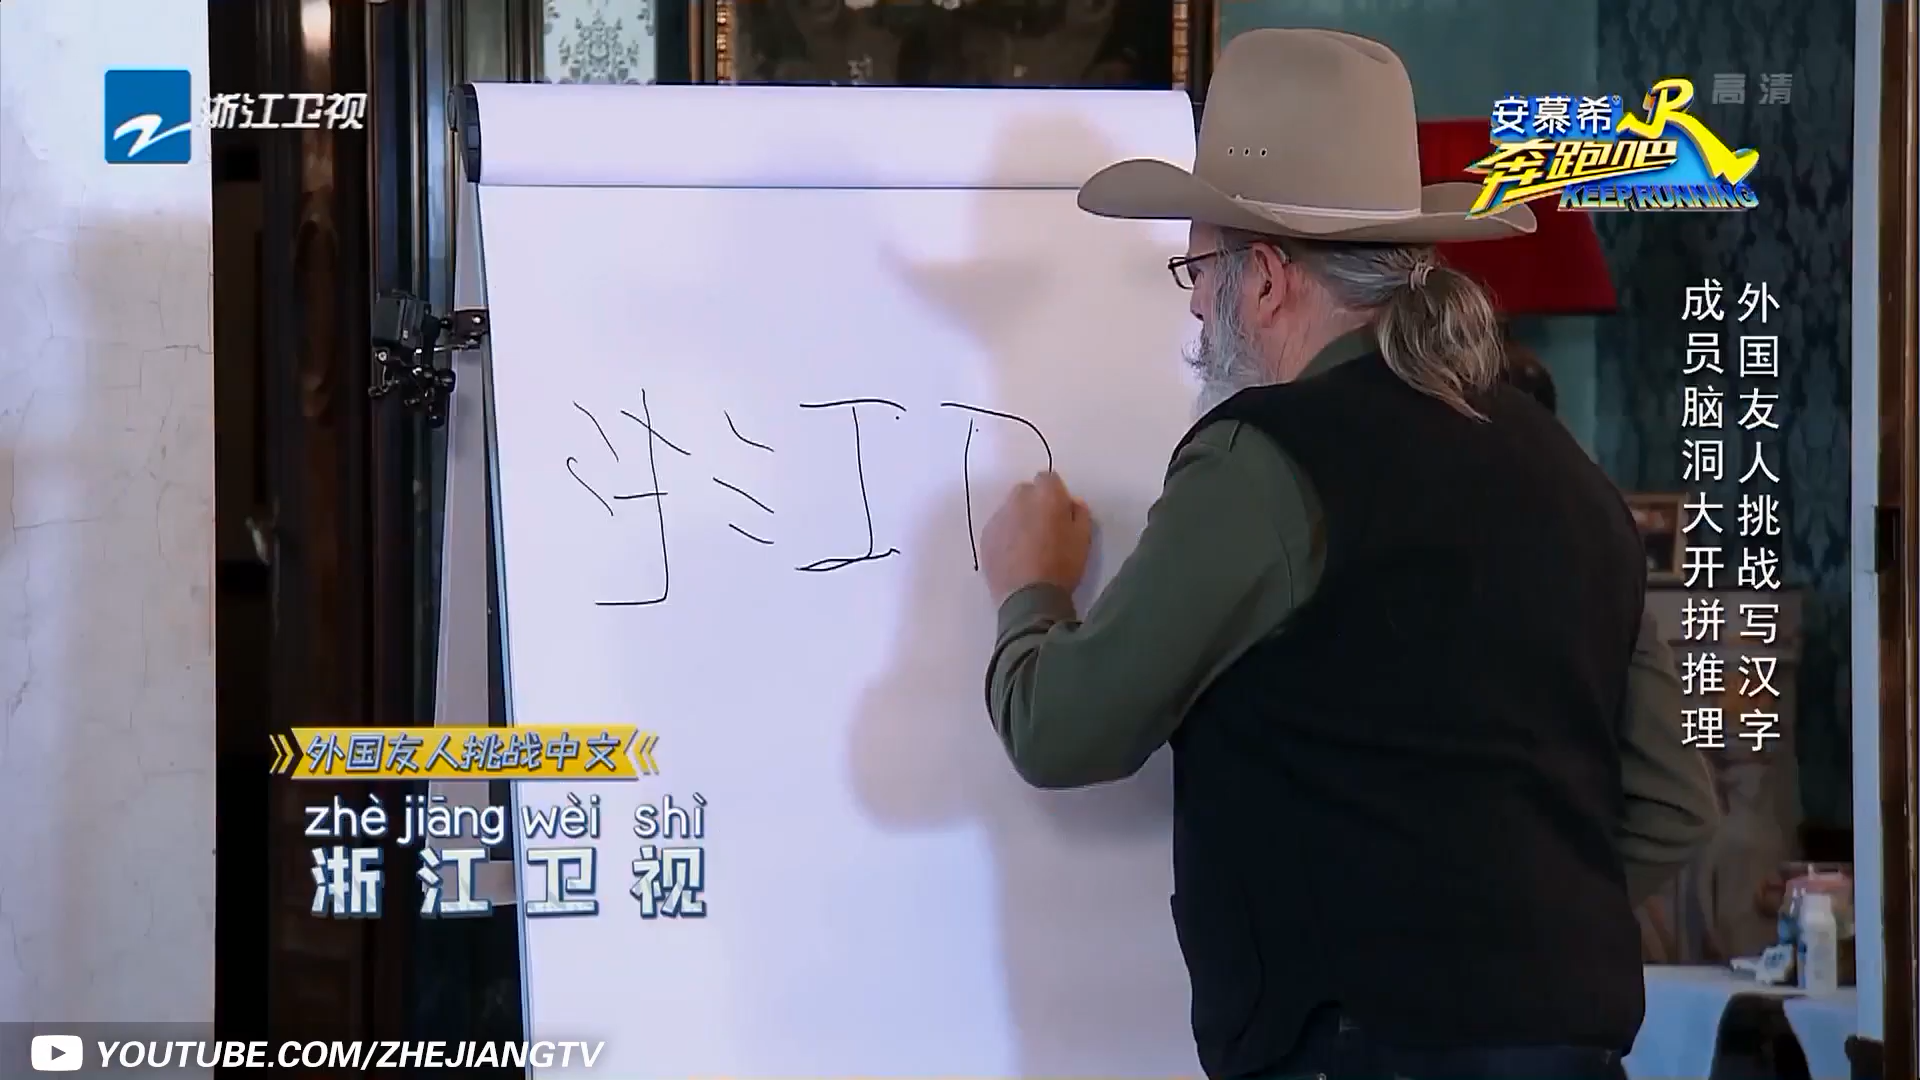 浙江卫视
安慕希
奔跑吧
KEEP RUNNING
高清
外国友人挑战写汉字
成员脑洞大开拼推理
江
外国友人挑战中文
zhè jiāng wèi shì
浙江卫视
YOUTUBE.COM/ZHEJIANGTV